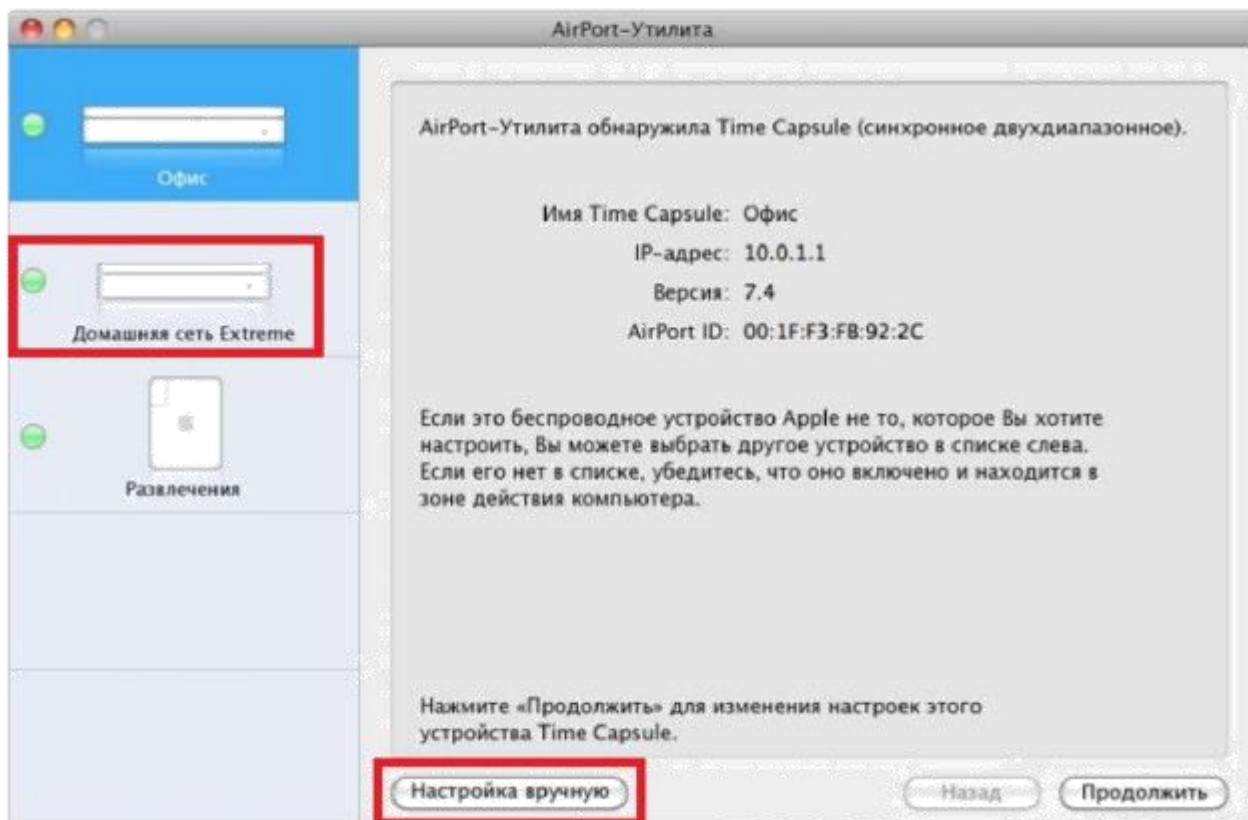 AirPort-Утилита
Офис
Домашняя сеть Extreme
Развлечения
AirPort-Утилита обнаружила Time Capsule (синхронное двухдиапазонное).
Имя Time Capsule: Офис
IP-адрес: 10.0.1.1
Версия: 7.4
AirPort ID: 00:1F:F3:FB:92:2C
Если это беспроводное устройство Apple не то, которое Вы хотите
настроить, Вы можете выбрать другое устройство в списке слева.
Если его нет в списке, убедитесь, что оно включено и находится в
зоне действия компьютера.
Нажмите «Продолжить» для изменения настроек этого
устройства Time Capsule.
Настройка вручную
Назад
Продолжить